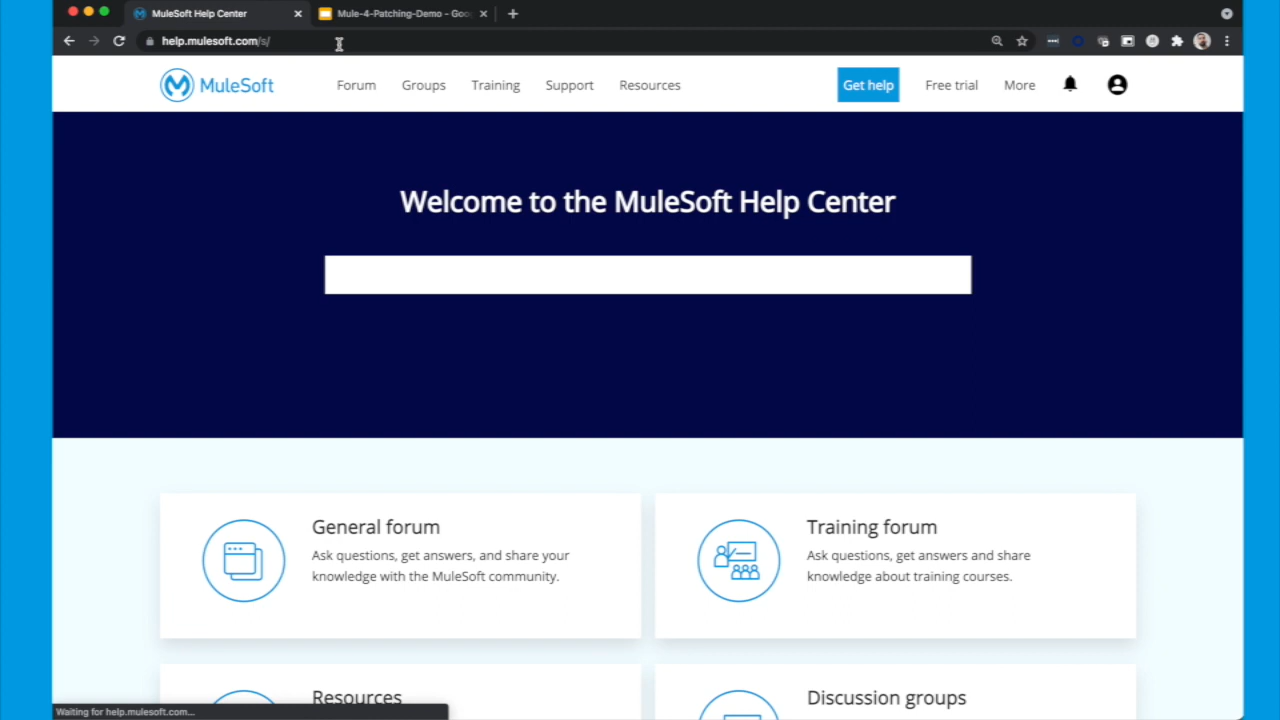 MuleSoft Help Center
Mule-4-Patching-Demo - Goo
help.mulesoft.com/s/
MuleSoft
Forum
Groups
Training
Support
Resources
Get help
Free trial
More
Welcome to the MuleSoft Help Center
General forum
Ask questions, get answers, and share your
knowledge with the MuleSoft community.
Training forum
Ask questions, get answers and share
knowledge about training courses.
Resources
Discussion groups
Waiting for help.mulesoft.com...